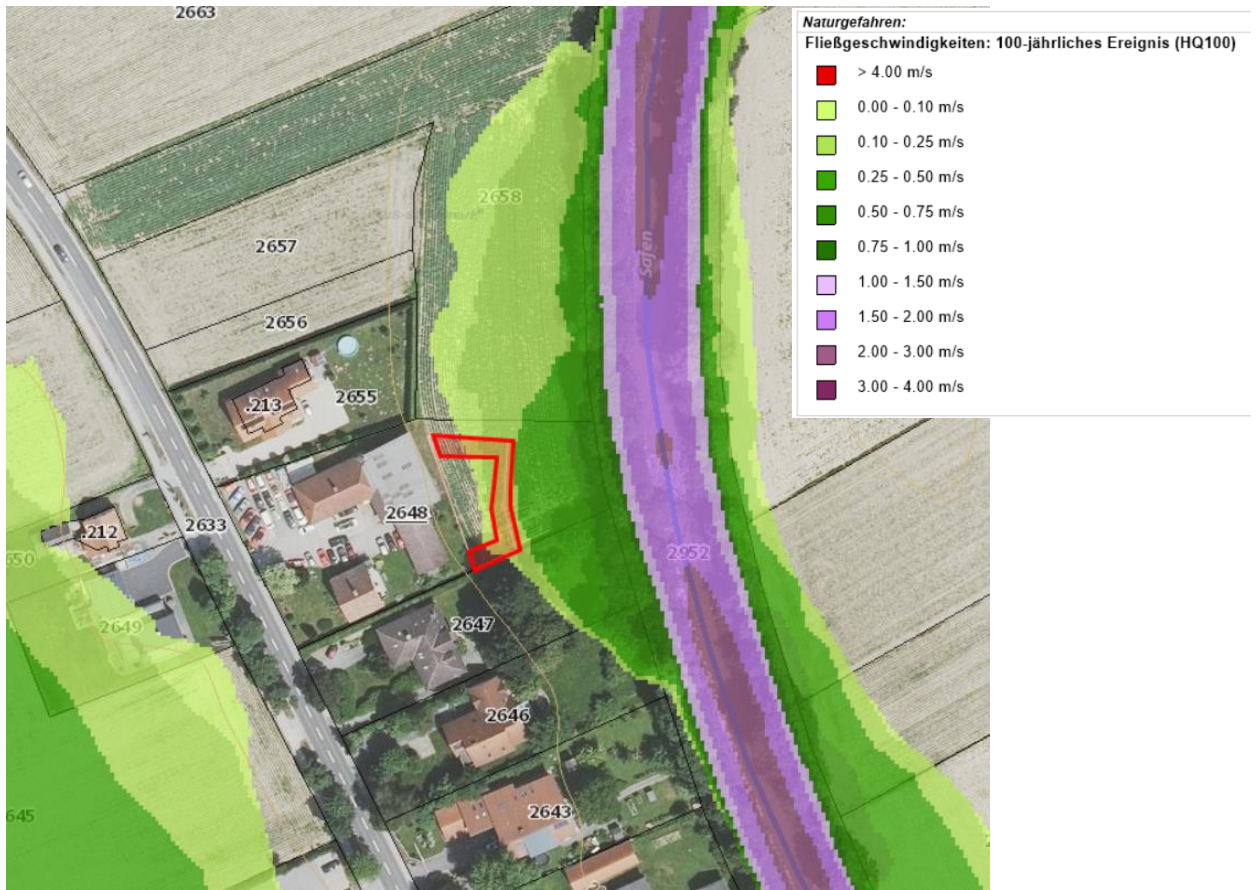 2663
Naturgefahren:
Fließgeschwindigkeiten: 100-jährliches Ereignis (HQ100)
> 4.00 m/s
0.00 - 0.10 m/s
0.10 - 0.25 m/s
0.25 - 0.50 m/s
0.50 - 0.75 m/s
0.75 - 1.00 m/s
1.00 - 1.50 m/s
1.50 - 2.00 m/s
2.00 - 3.00 m/s
3.00 - 4.00 m/s
2658
2657
Safen
2656
2655
.213
2648
.212
2633
2952
650
2649
2647
2646
2643
645